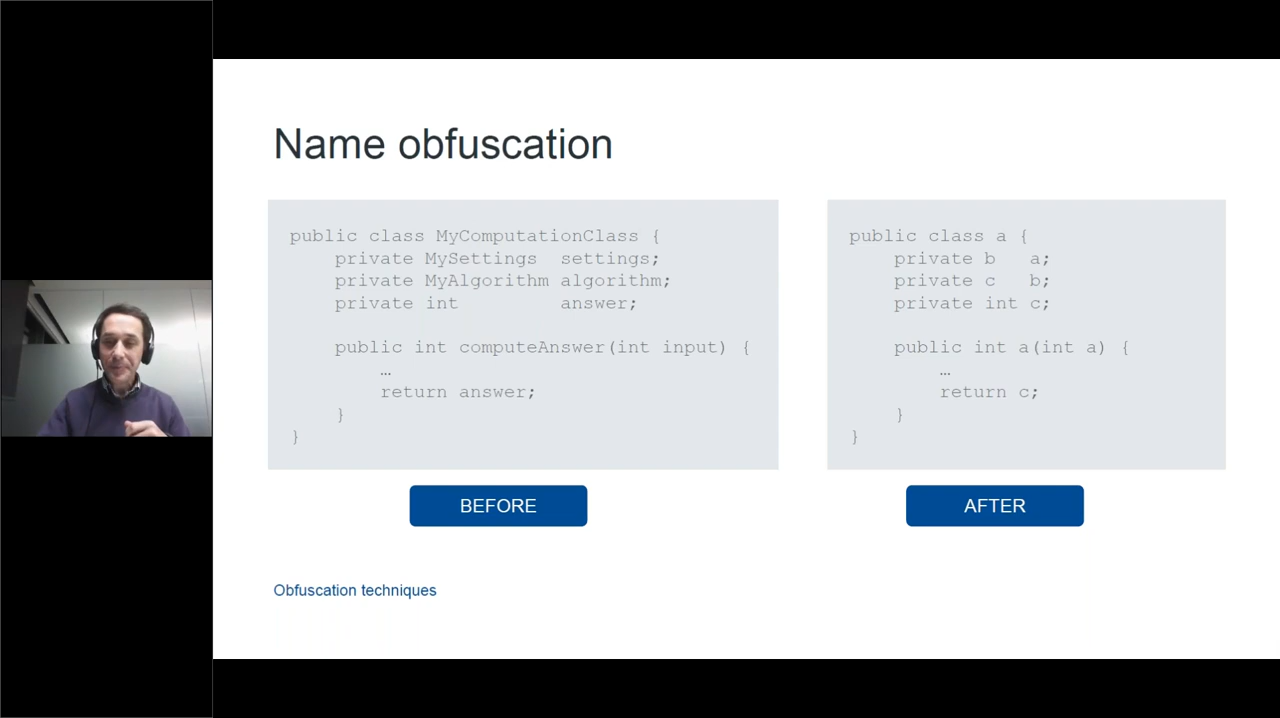 Name obfuscation
public class MyComputationClass {
private MySettings  settings;
private MyAlgorithm algorithm;
private int         answer;
public int computeAnswer(int input) {
…
return answer;
}
}
BEFORE
public class a {
private b   a;
private c   b;
private int c;
public int a(int a) {
…
return c;
}
}
AFTER
Obfuscation techniques